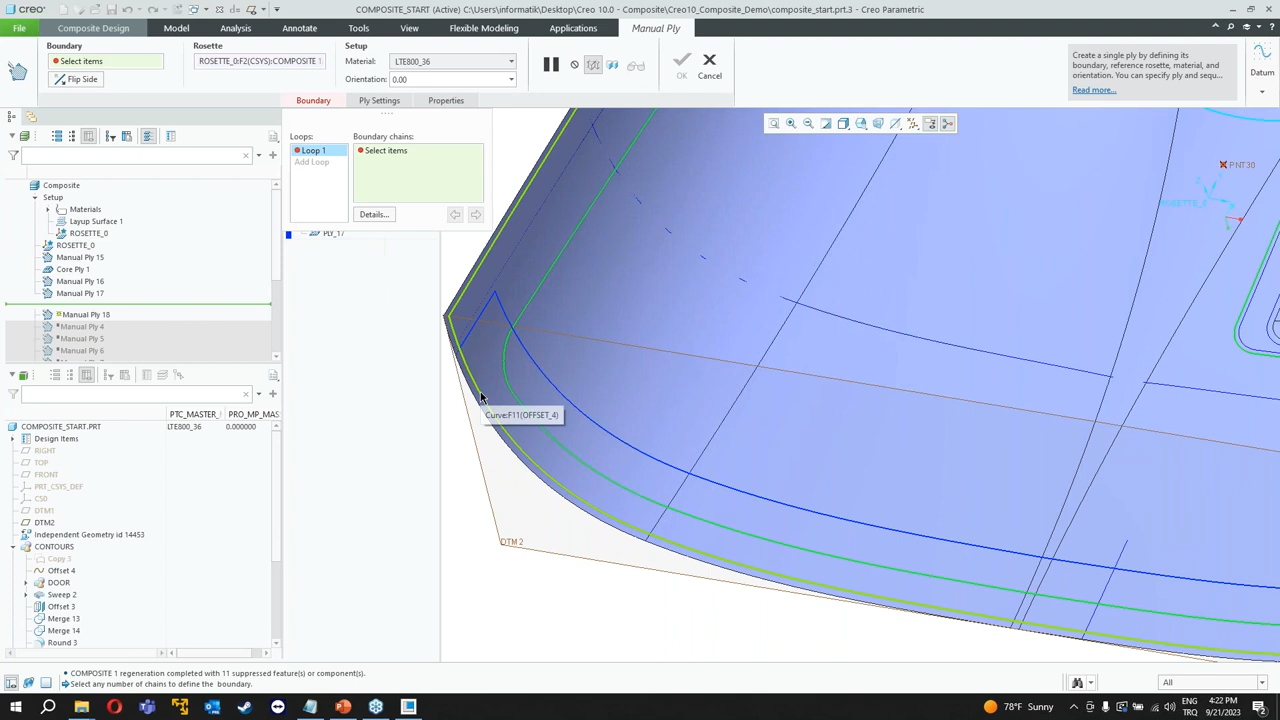 creo
COMPOSITE_START (Active) C:\Users\informatik\Desktop\Creo 10.0 - Composite\Creo10_Composite_Demo\composite_start.prt.3 - Creo Parametric
File Composite Design Model Analysis Annotate Tools View Flexible Modeling Applications Manual Ply
Boundary
Select items
Flip Side
Rosette
ROSETTE_0:F2(CSYS):COMPOSITE 1
Setup
Material: LTE800_36
Orientation: 0.00
OK
Cancel
Create a single ply by defining its
boundary, reference rosette, material, and
orientation. You can specify ply and sequ...
Read more...
Datum
Boundary Ply Settings Properties
Loops:
Loop 1
Add Loop
Boundary chains:
Select items
Details...
PLY_17
Composite
Setup
Materials
Layup Surface 1
ROSETTE_0
ROSETTE_0
Manual Ply 15
Core Ply 1
Manual Ply 16
Manual Ply 17
Manual Ply 18
Manual Ply 4
Manual Ply 5
Manual Ply 6
PTC_MASTER_ PRO_MP_MAS
COMPOSITE_START.PRT LTE800_36 0.000000
Design Items
RIGHT
TOP
FRONT
PRT_CSYS_DEF
CS0
DTM1
DTM2
Independent Geometry id 14453
CONTOURS
Copy 3
Offset 4
DOOR
Sweep 2
Offset 3
Merge 13
Merge 14
Round 3
PNT30
ROSETTE_0
Curve:F11(OFFSET_4)
DTM 2
COMPOSITE 1 regeneration completed with 11 suppressed feature(s) or component(s).
Select any number of chains to define the boundary.
All
78°F Sunny
ENG
TRQ
4:22 PM
9/21/2023
2